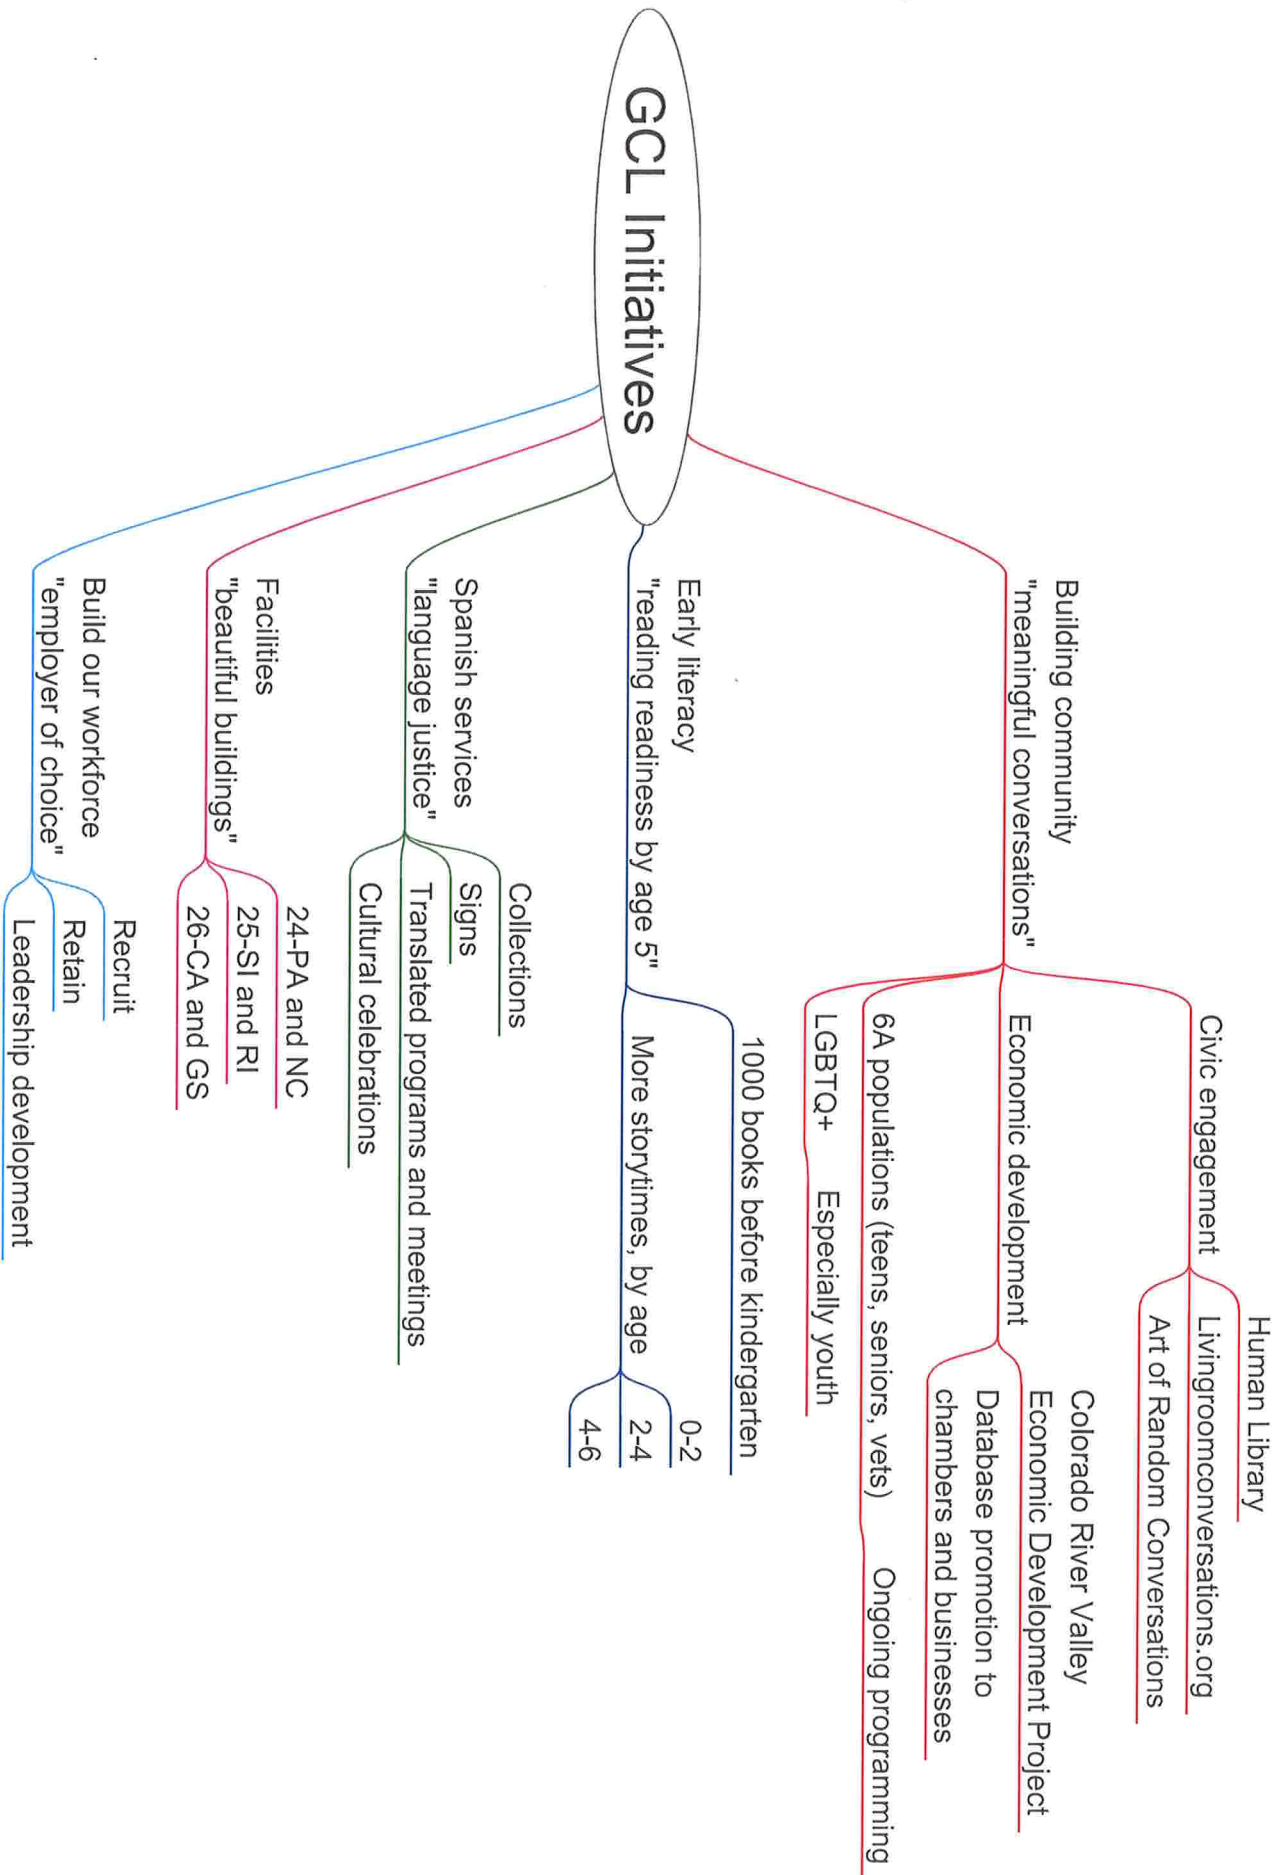 GCL Initiatives
Building community
"meaningful conversations"
Civic engagement
Human Library
Livingroomconversations.org
Art of Random Conversations
Economic development
Colorado River Valley
Economic Development Project
Database promotion to
chambers and businesses
6A populations (teens, seniors, vets)
Ongoing programming
LGBTQ+
Especially youth
Early literacy
"reading readiness by age 5"
1000 books before kindergarten
More storytimes, by age
0-2
2-4
4-6
Spanish services
"language justice"
Collections
Signs
Translated programs and meetings
Cultural celebrations
Facilities
"beautiful buildings"
24-PA and NC
25-SI and RI
26-CA and GS
Build our workforce
"employer of choice"
Recruit
Retain
Leadership development